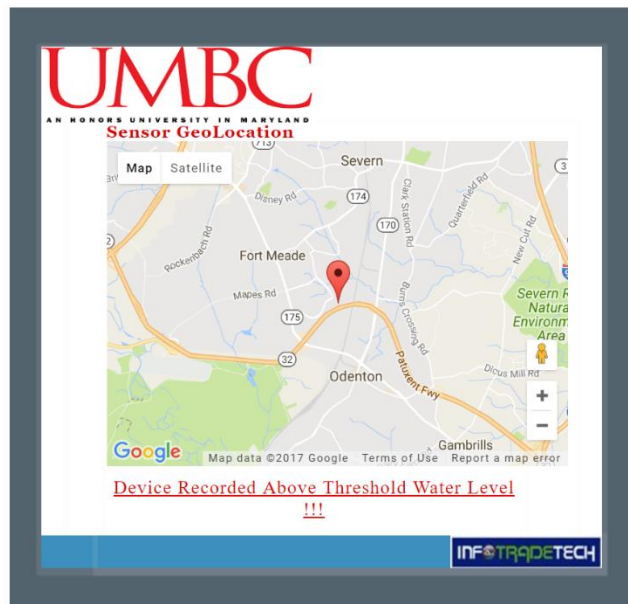 UMBC
AN HONORS UNIVERSITY IN MARYLAND
Sensor GeoLocation
713
Map Satellite
Severn
Disney Rd
174
170
Clark Station Rd
Quarterfield Rd
New Cut Rd
Rockenbach Rd
Fort Meade
Mapes Rd
175
Burns Crossing Rd
Severn
Natura
Environm
Area
32
Odenton
Patuxent Fwy
Dicus Mill Rd
+
−
Gambrills
Google
Map data ©2017 Google Terms of Use Report a map error
Device Recorded Above Threshold Water Level
!!!
INFOTRADETECH